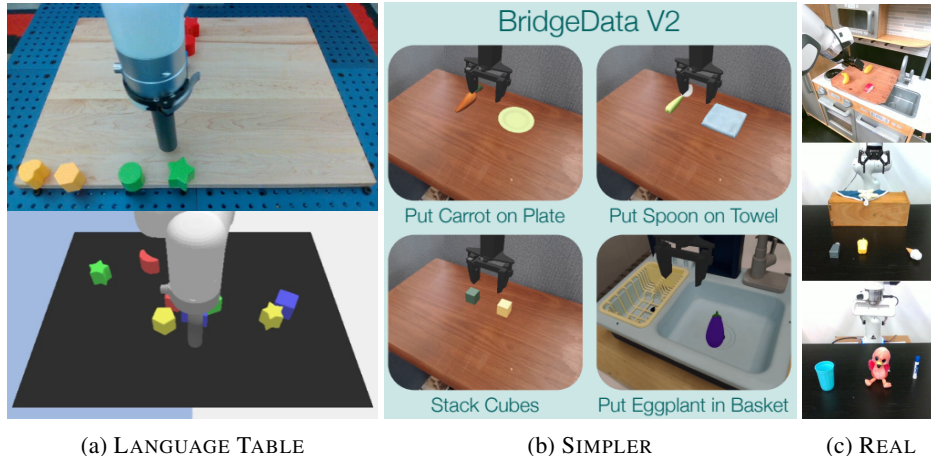 BridgeData V2
Put Carrot on Plate
Put Spoon on Towel
Stack Cubes
Put Eggplant in Basket
(a) LANGUAGE TABLE
(b) SIMPLER
(c) REAL